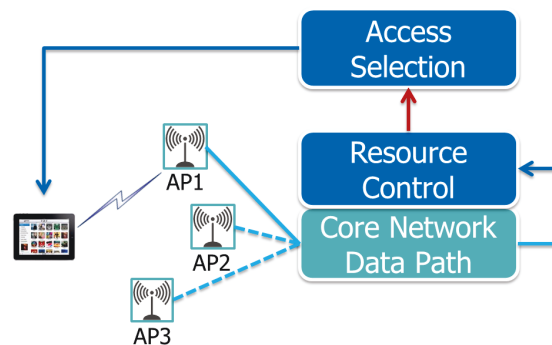 Access
Selection
Resource
Control
AP1
Core Network
Data Path
AP2
AP3